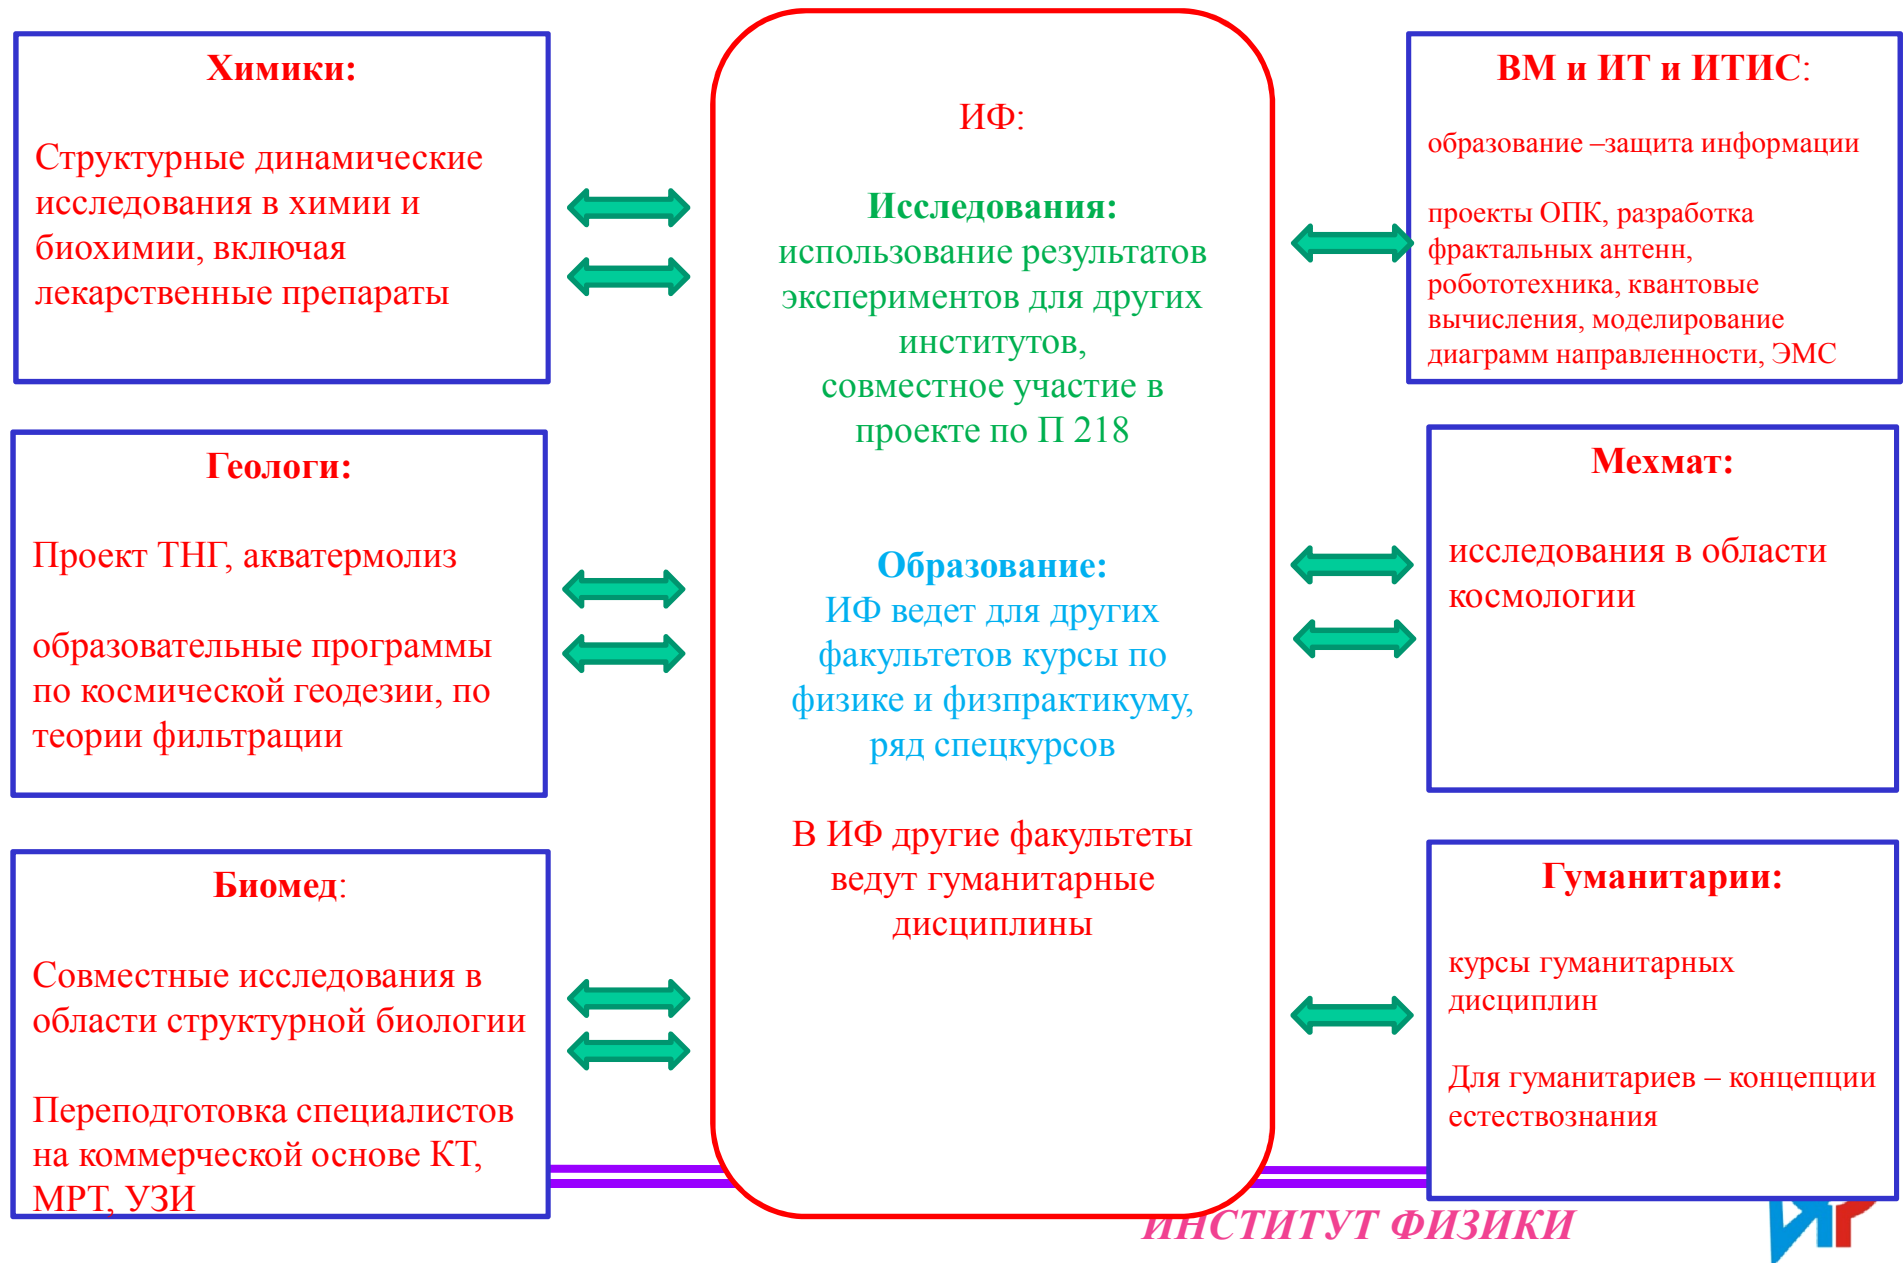 Химики:
Структурные динамические
исследования в химии и
биохимии, включая
лекарственные препараты
Геологи:
Проект ТНГ, акватермолиз
образовательные программы
по космической геодезии, по
теории фильтрации
Биомед:
Совместные исследования в
области структурной биологии
Переподготовка специалистов
на коммерческой основе КТ,
МРТ, УЗИ
ИФ:
Исследования:
использование результатов
экспериментов для других
институтов,
совместное участие в
проекте по П 218
Образование:
ИФ ведет для других
факультетов курсы по
физике и физпрактикуму,
ряд спецкурсов
В ИФ другие факультеты
ведут гуманитарные
дисциплины
ВМ и ИТ и ИТИС:
образование –защита информации
проекты ОПК, разработка
фрактальных антенн,
робототехника, квантовые
вычисления, моделирование
диаграмм направленности, ЭМС
Мехмат:
исследования в области
космологии
Гуманитарии:
курсы гуманитарных
дисциплин
Для гуманитариев – концепции
естествознания
ИНСТИТУТ ФИЗИКИ